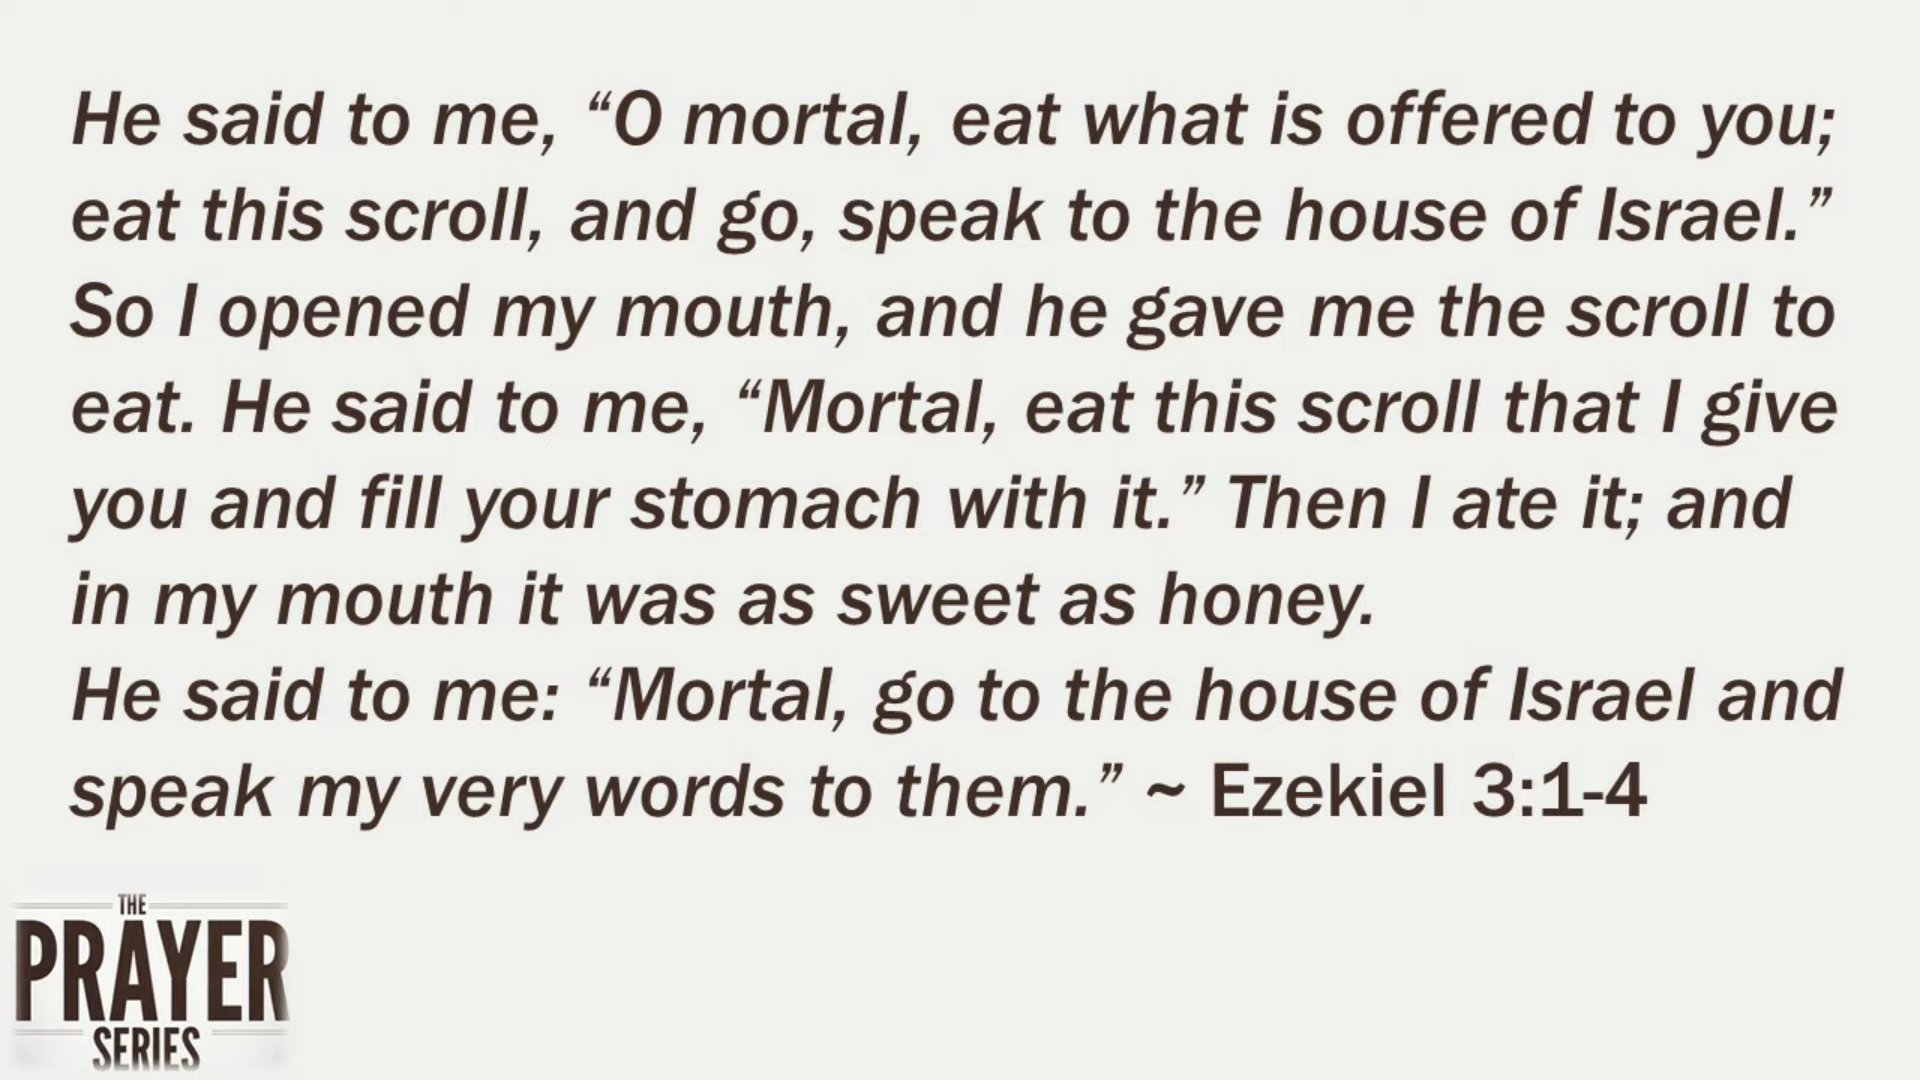 He said to me, “O mortal, eat what is offered to you;
eat this scroll, and go, speak to the house of Israel.”
So I opened my mouth, and he gave me the scroll to
eat. He said to me, “Mortal, eat this scroll that I give
you and fill your stomach with it.” Then I ate it; and
in my mouth it was as sweet as honey.
He said to me: “Mortal, go to the house of Israel and
speak my very words to them.” ~ Ezekiel 3:1-4
THE
PRAYER
SERIES